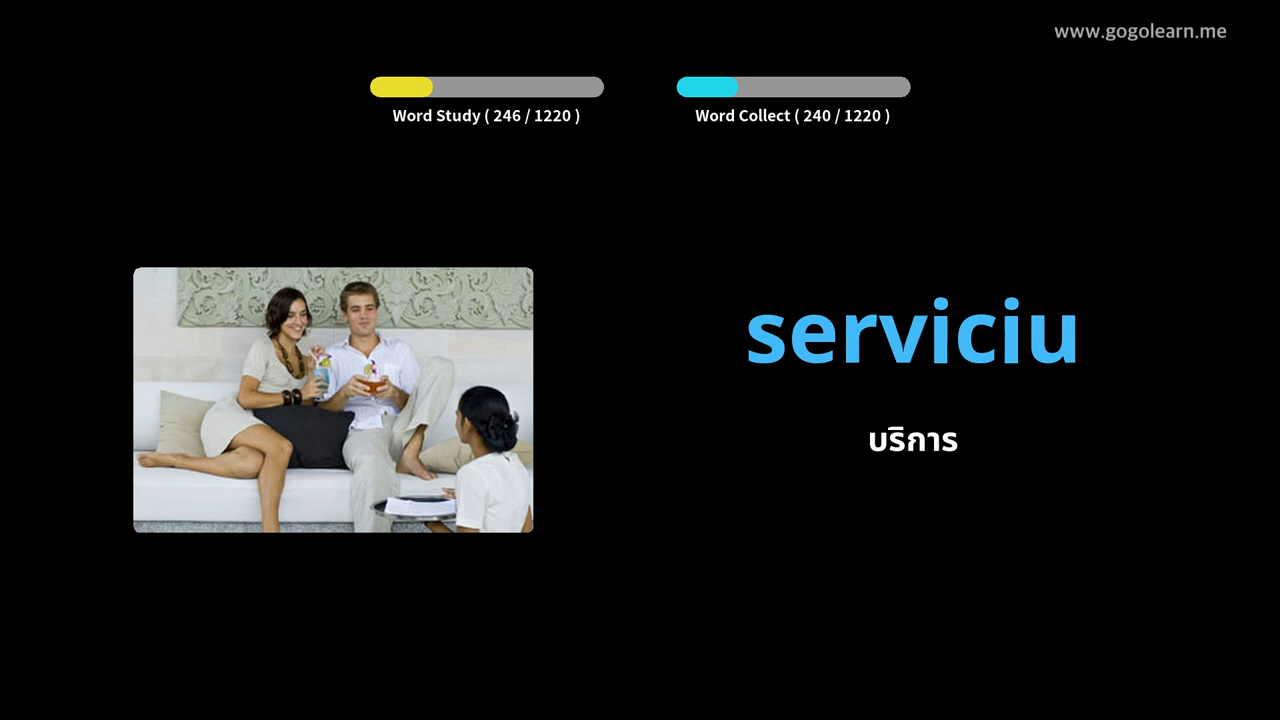 www.gogolearn.me
Word Study ( 246 / 1220 )
Word Collect ( 240 / 1220 )
serviciu
บริการ